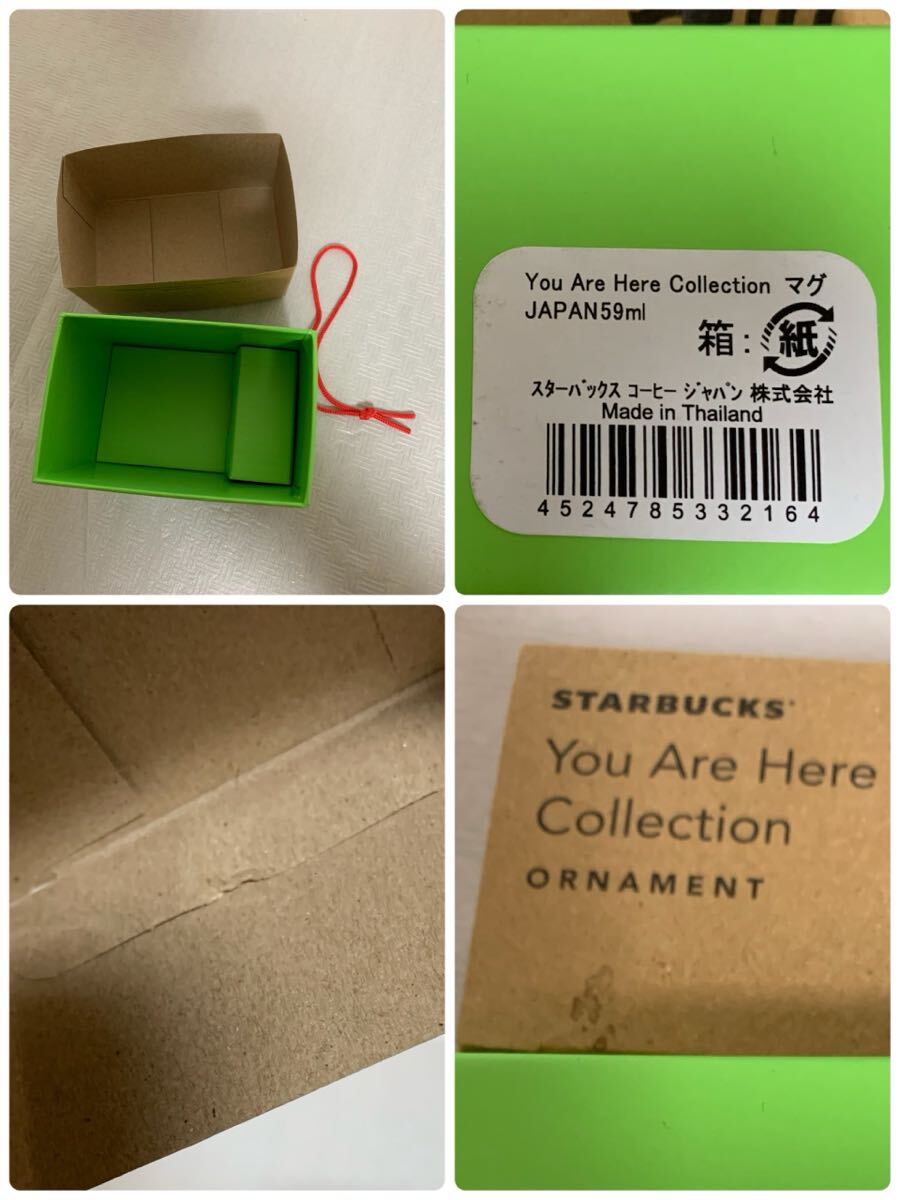 You Are Here Collection マグ
JAPAN59ml
箱: 紙
スターバックス コーヒー ジャパン 株式会社
Made in Thailand
4524785332164
STARBUCKS
You Are Here
Collection
ORNAMENT